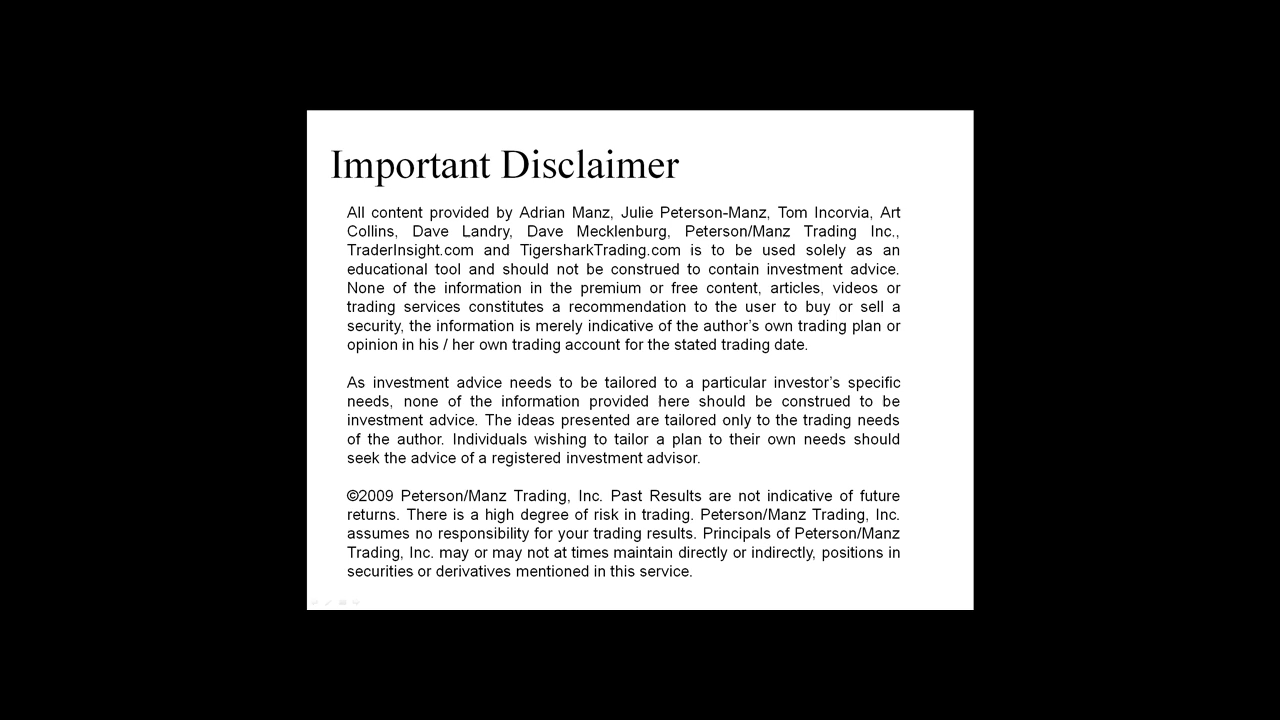 Important Disclaimer
All content provided by Adrian Manz, Julie Peterson-Manz, Tom Incorvia, Art
Collins, Dave Landry, Dave Mecklenburg, Peterson/Manz Trading Inc.,
TraderInsight.com and TigersharkTrading.com is to be used solely as an
educational tool and should not be construed to contain investment advice.
None of the information in the premium or free content, articles, videos or
trading services constitutes a recommendation to the user to buy or sell a
security, the information is merely indicative of the author’s own trading plan or
opinion in his / her own trading account for the stated trading date.
As investment advice needs to be tailored to a particular investor’s specific
needs, none of the information provided here should be construed to be
investment advice. The ideas presented are tailored only to the trading needs
of the author. Individuals wishing to tailor a plan to their own needs should
seek the advice of a registered investment advisor.
©2009 Peterson/Manz Trading, Inc. Past Results are not indicative of future
returns. There is a high degree of risk in trading. Peterson/Manz Trading, Inc.
assumes no responsibility for your trading results. Principals of Peterson/Manz
Trading, Inc. may or may not at times maintain directly or indirectly, positions in
securities or derivatives mentioned in this service.